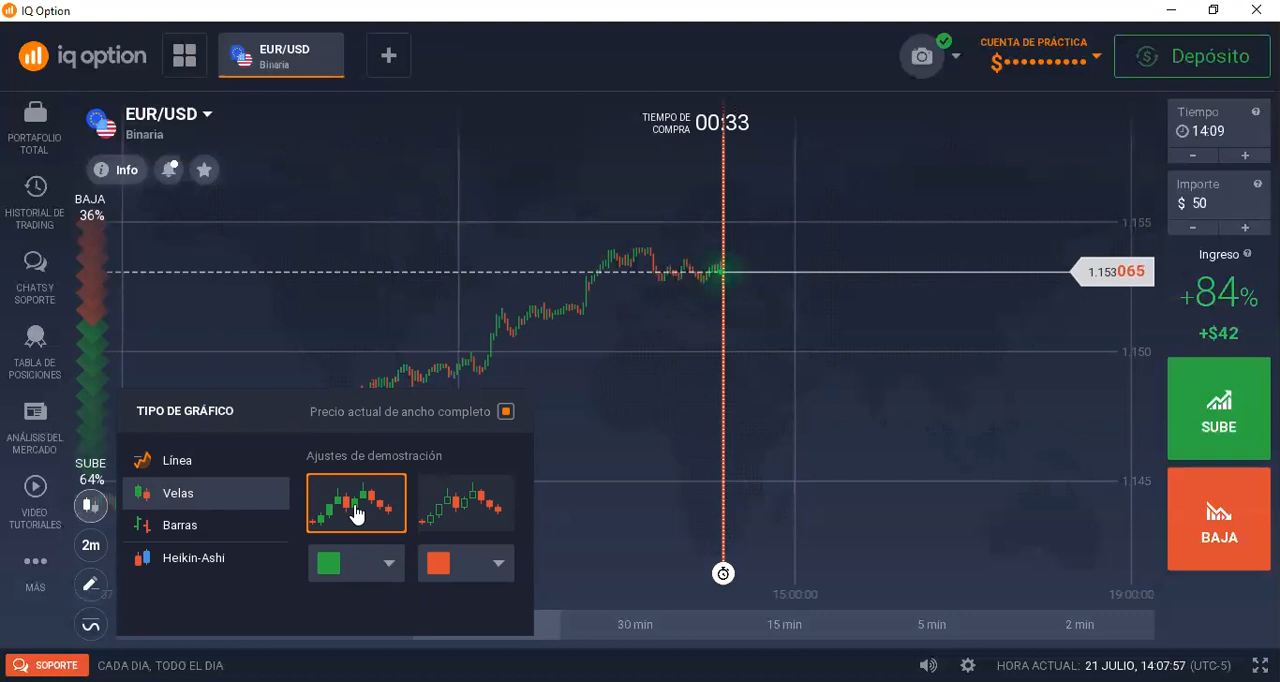 IQ Option
iq option
EUR/USD
Binaria
CUENTA DE PRÁCTICA
$••••••••••
Depósito
PORTAFOLIO
TOTAL
HISTORIAL DE
TRADING
CHATS Y
SOPORTE
TABLA DE
POSICIONES
ANÁLISIS DEL
MERCADO
VIDEO
TUTORIALES
MÁS
EUR/USD
Binaria
Info
BAJA
36%
SUBE
64%
2m
TIEMPO DE
COMPRA
00:33
1.155
1.153065
1.150
1.145
TIPO DE GRÁFICO
Precio actual de ancho completo
Línea
Velas
Barras
Heikin-Ashi
Ajustes de demostración
15:00:00
19:00:00
30 min
15 min
5 min
2 min
Tiempo
14:09
-
+
Importe
$ 50
-
+
Ingreso
+84%
+$42
SUBE
BAJA
SOPORTE
CADA DIA, TODO EL DIA
HORA ACTUAL: 21 JULIO, 14:07:57 (UTC-5)